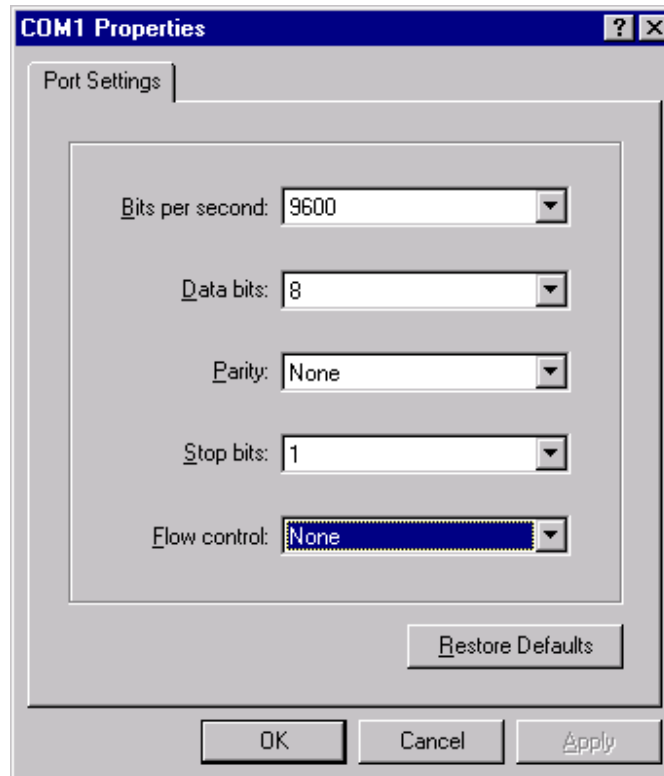 COM1 Properties
Port Settings
Bits per second: 9600
Data bits: 8
Parity: None
Stop bits: 1
Flow control: None
Restore Defaults
OK Cancel Apply